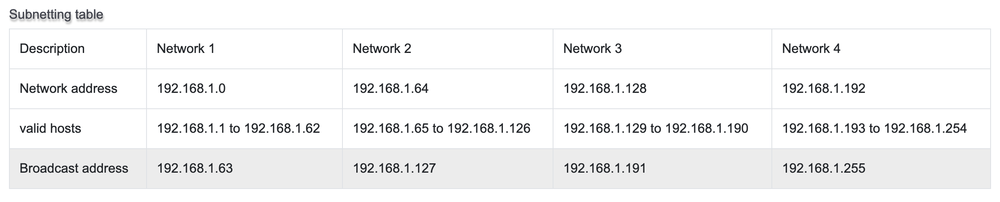 Subnetting table
Description Network 1 Network 2 Network 3 Network 4
Network address 192.168.1.0 192.168.1.64 192.168.1.128 192.168.1.192
valid hosts 192.168.1.1 to 192.168.1.62 192.168.1.65 to 192.168.1.126 192.168.1.129 to 192.168.1.190 192.168.1.193 to 192.168.1.254
Broadcast address 192.168.1.63 192.168.1.127 192.168.1.191 192.168.1.255